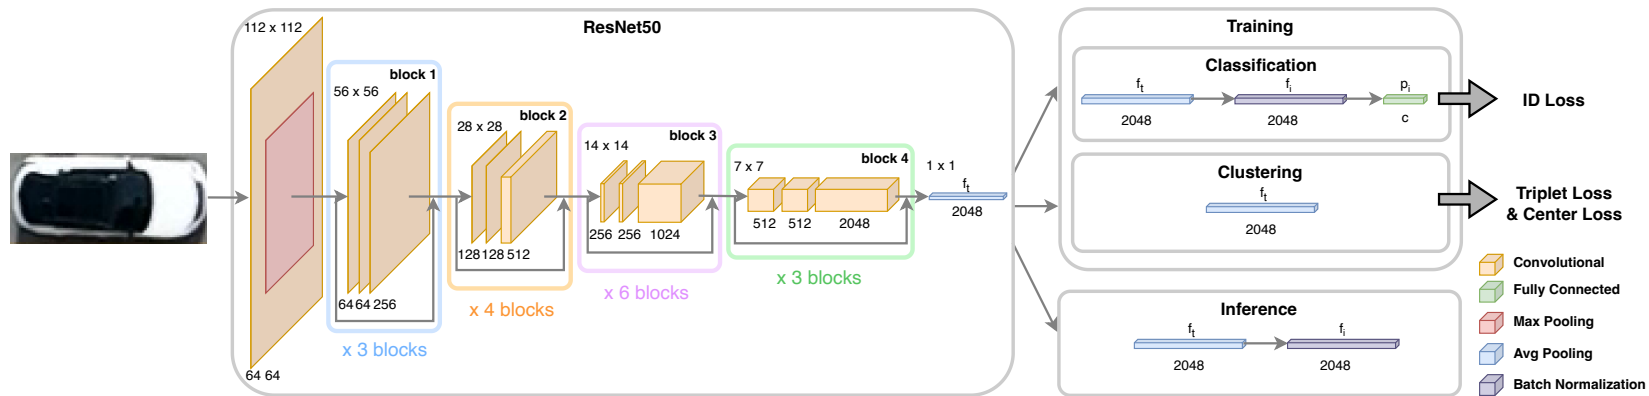 ResNet50
112 x 112
64 64
block 1
56 x 56
64 64 256
x 3 blocks
block 2
28 x 28
128 128 512
x 4 blocks
block 3
14 x 14
256 256 1024
x 6 blocks
block 4
7 x 7
512 512 2048
x 3 blocks
1 x 1
f_t
2048
Training
Classification
f_t f_i p_i
2048 2048 c
ID Loss
Clustering
f_t
2048
Triplet Loss
& Center Loss
Inference
f_t f_i
2048 2048
Convolutional
Fully Connected
Max Pooling
Avg Pooling
Batch Normalization